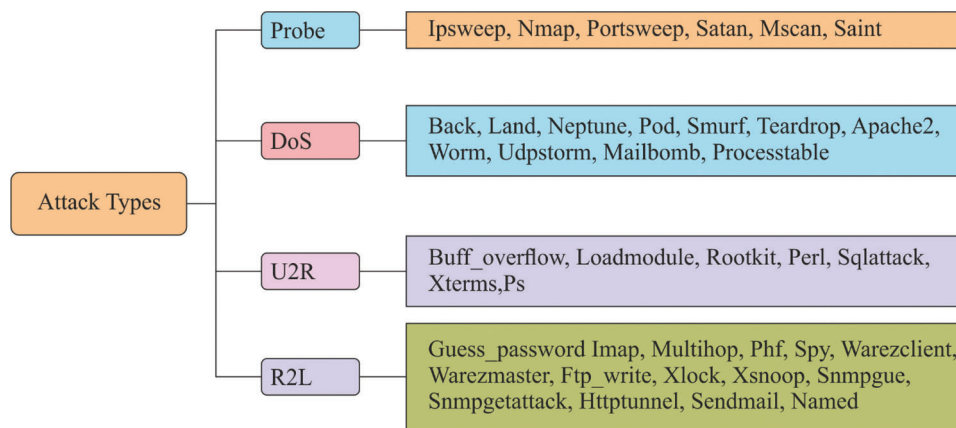 Attack Types
Probe
Ipsweep, Nmap, Portsweep, Satan, Mscan, Saint
DoS
Back, Land, Neptune, Pod, Smurf, Teardrop, Apache2,
Worm, Udpstorm, Mailbomb, Processtable
U2R
Buff_overflow, Loadmodule, Rootkit, Perl, Sqlattack,
Xterms,Ps
R2L
Guess_password Imap, Multihop, Phf, Spy, Warezclient,
Warezmaster, Ftp_write, Xlock, Xsnoop, Snmpgue,
Snmpgetattack, Httptunnel, Sendmail, Named